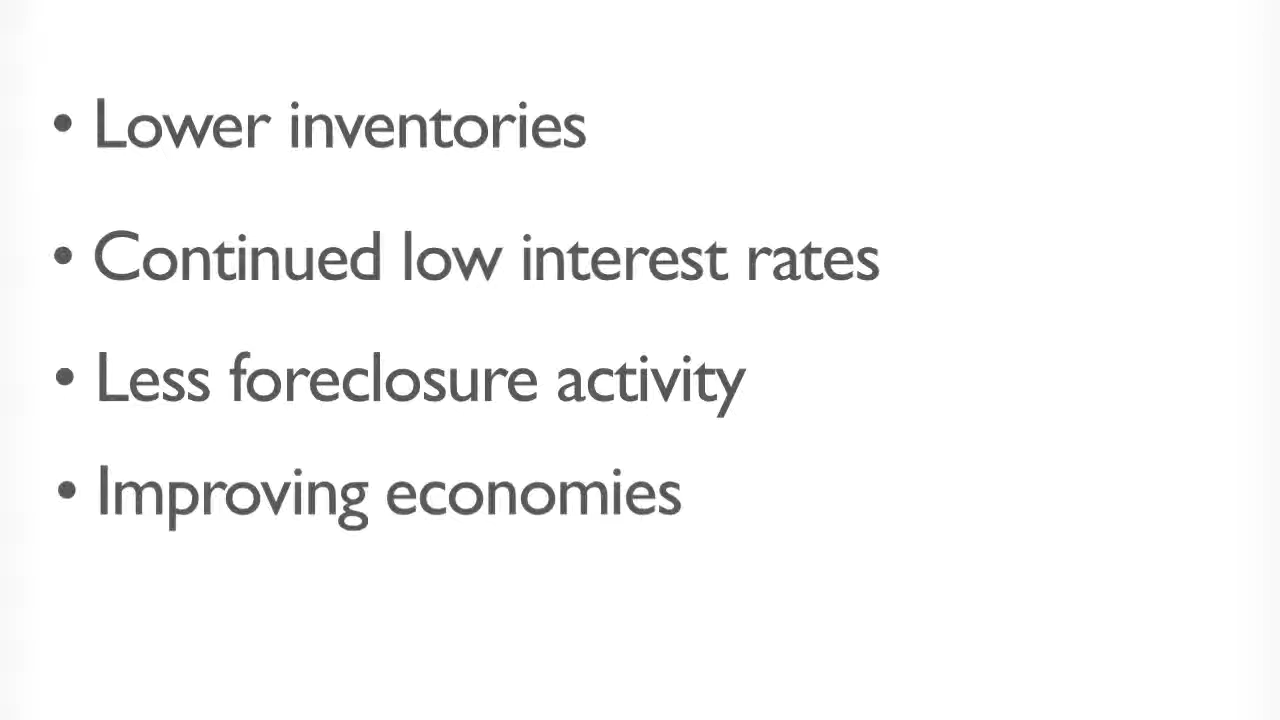 • Lower inventories
• Continued low interest rates
• Less foreclosure activity
• Improving economies